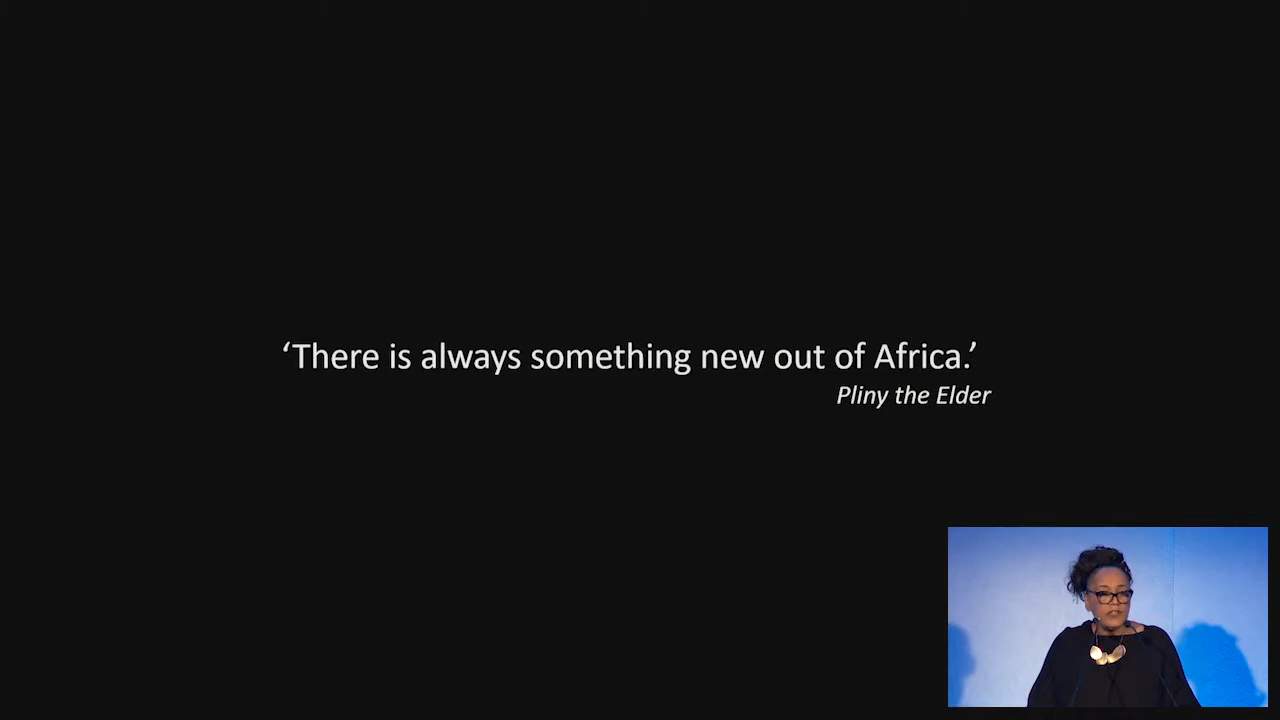 ‘There is always something new out of Africa.’
Pliny the Elder